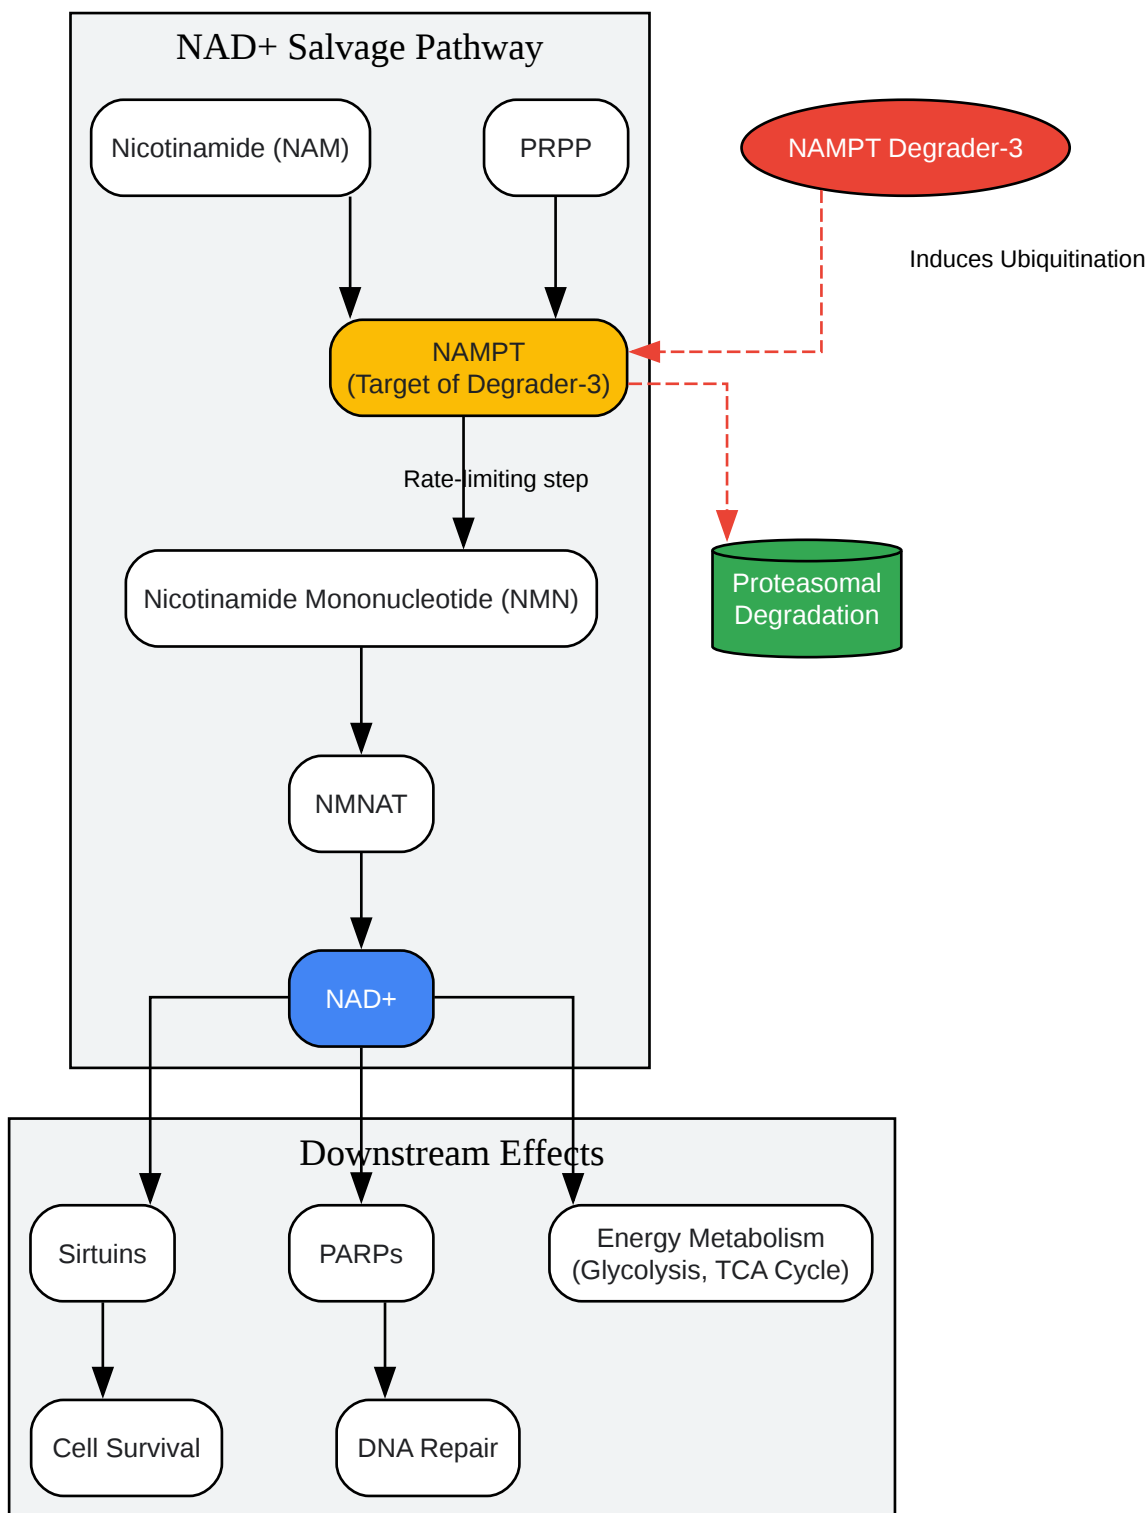 NAD+ Salvage Pathway
Nicotinamide (NAM)
PRPP
NAMPT Degrader-3
Induces Ubiquitination
NAMPT
(Target of Degrader-3)
Rate-limiting step
Nicotinamide Mononucleotide (NMN)
Proteasomal
Degradation
NMNAT
NAD+
Downstream Effects
Sirtuins
PARPs
Energy Metabolism
(Glycolysis, TCA Cycle)
Cell Survival
DNA Repair